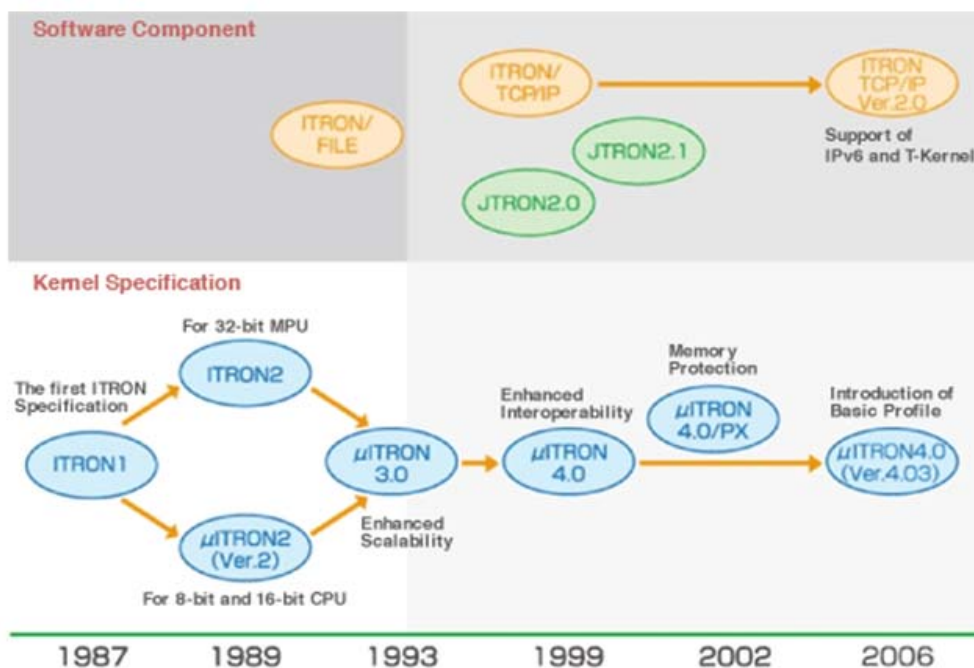 Software Component
ITRON/
FILE
ITRON/
TCP/IP
ITRON
TCP/IP
Ver.2.0
Support of
IPv6 and T-Kernel
JTRON2.1
JTRON2.0
Kernel Specification
For 32-bit MPU
ITRON2
The first ITRON
Specification
ITRON1
μITRON2
(Ver.2)
For 8-bit and 16-bit CPU
μITRON
3.0
Enhanced
Scalability
Enhanced
Interoperability
μITRON
4.0
Memory
Protection
μITRON
4.0/PX
Introduction of
Basic Profile
μITRON4.0
(Ver.4.03)
1987 1989 1993 1999 2002 2006